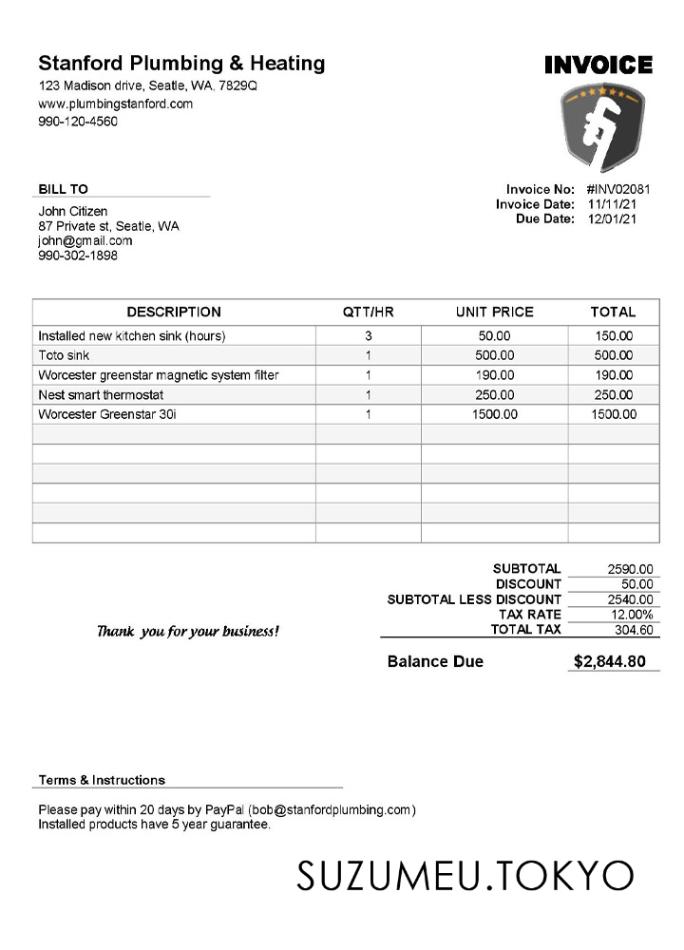 Stanford Plumbing & Heating
123 Madison drive, Seatle, WA, 7829Q
www.plumbingstanford.com
990-120-4560
INVOICE
BILL TO
John Citizen
87 Private st, Seatle, WA
john@gmail.com
990-302-1898
Invoice No: #INV02081
Invoice Date: 11/11/21
Due Date: 12/01/21
DESCRIPTION QTT/HR UNIT PRICE TOTAL
Installed new kitchen sink (hours) 3 50.00 150.00
Toto sink 1 500.00 500.00
Worcester greenstar magnetic system filter 1 190.00 190.00
Nest smart thermostat 1 250.00 250.00
Worcester Greenstar 30i 1 1500.00 1500.00
SUBTOTAL 2590.00
DISCOUNT 50.00
SUBTOTAL LESS DISCOUNT 2540.00
TAX RATE 12.00%
TOTAL TAX 304.60
Balance Due $2,844.80
Thank you for your business!
Terms & Instructions
Please pay within 20 days by PayPal (bob@stanfordplumbing.com)
Installed products have 5 year guarantee.
SUZUMEU.TOKYO